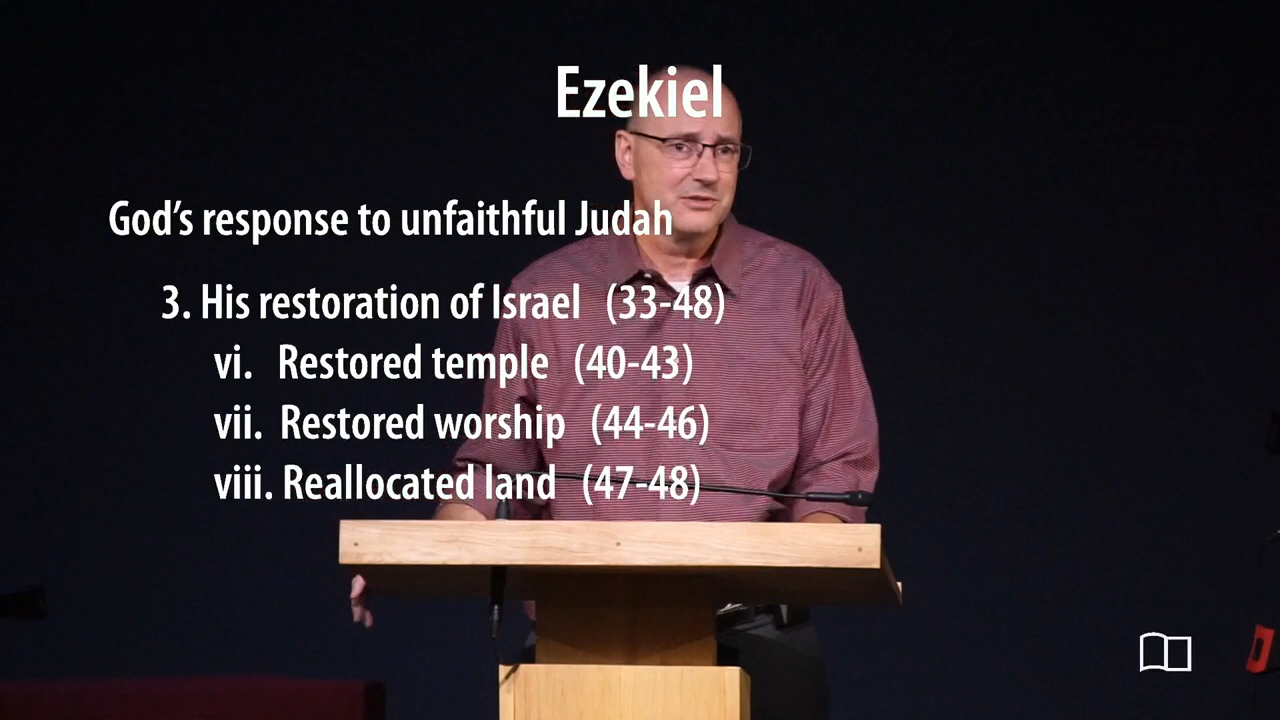 Ezekiel
God’s response to unfaithful Judah
3. His restoration of Israel (33-48)
vi. Restored temple (40-43)
vii. Restored worship (44-46)
viii. Reallocated land (47-48)